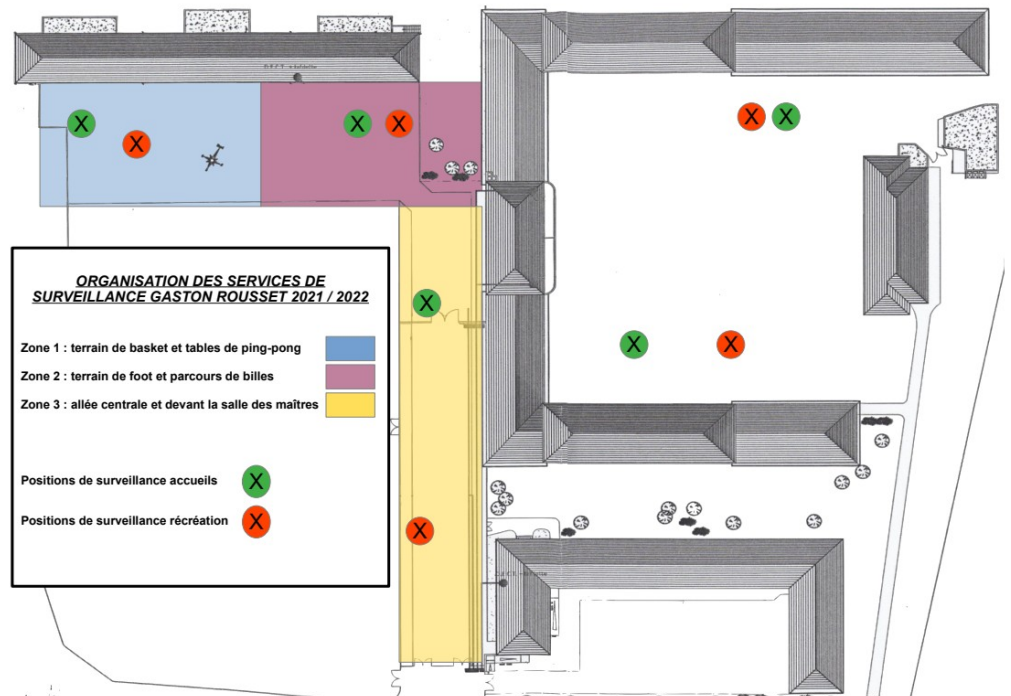 ORGANISATION DES SERVICES DE
SURVEILLANCE GASTON ROUSSET 2021 / 2022
Zone 1 : terrain de basket et tables de ping-pong
Zone 2 : terrain de foot et parcours de billes
Zone 3 : allée centrale et devant la salle des maîtres
Positions de surveillance accueils X
Positions de surveillance récréation X
X
X
X
X
X
X
X
X
X
X